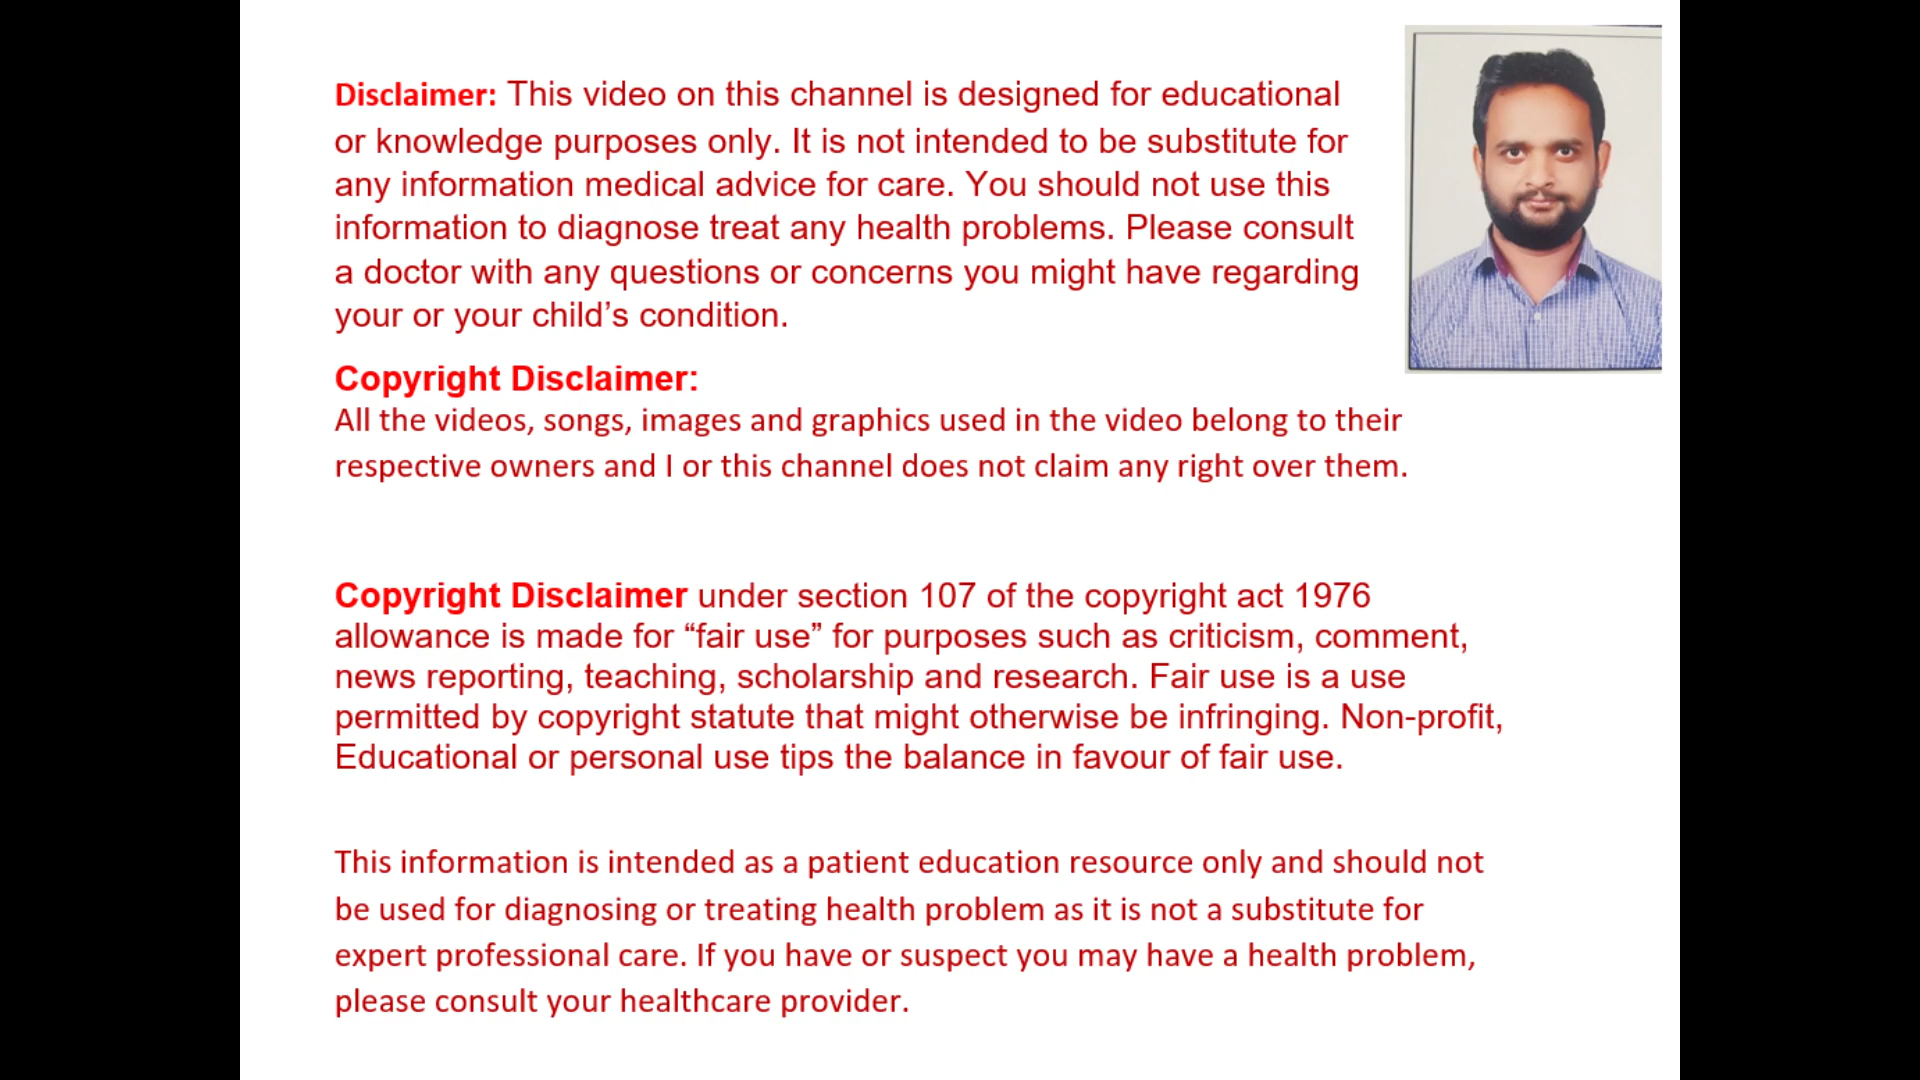 Disclaimer: This video on this channel is designed for educational
or knowledge purposes only. It is not intended to be substitute for
any information medical advice for care. You should not use this
information to diagnose treat any health problems. Please consult
a doctor with any questions or concerns you might have regarding
your or your child’s condition.
Copyright Disclaimer:
All the videos, songs, images and graphics used in the video belong to their
respective owners and I or this channel does not claim any right over them.
Copyright Disclaimer under section 107 of the copyright act 1976
allowance is made for “fair use” for purposes such as criticism, comment,
news reporting, teaching, scholarship and research. Fair use is a use
permitted by copyright statute that might otherwise be infringing. Non-profit,
Educational or personal use tips the balance in favour of fair use.
This information is intended as a patient education resource only and should not
be used for diagnosing or treating health problem as it is not a substitute for
expert professional care. If you have or suspect you may have a health problem,
please consult your healthcare provider.